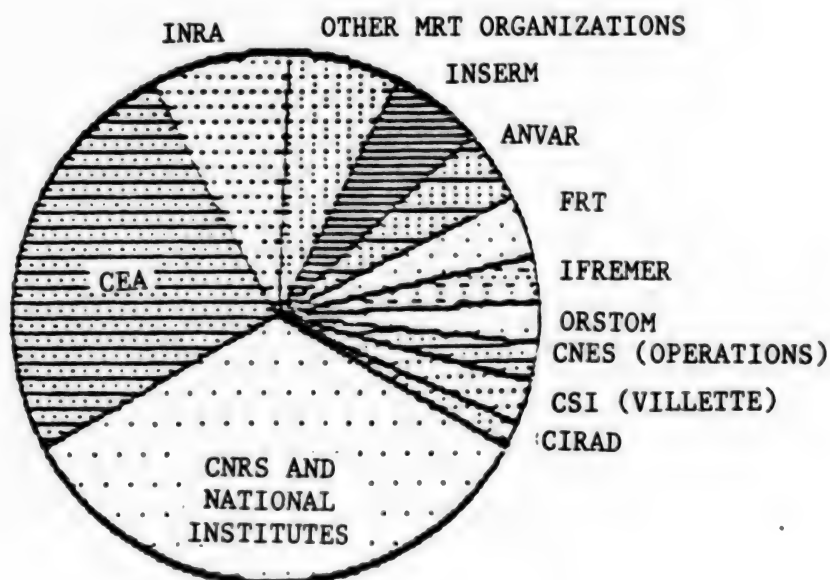 INRA
OTHER MRT ORGANIZATIONS
INSERM
ANVAR
FRT
IFREMER
ORSTOM
CNES (OPERATIONS)
CSI (VILLETTE)
CIRAD
CEA
CNRS AND
NATIONAL
INSTITUTES